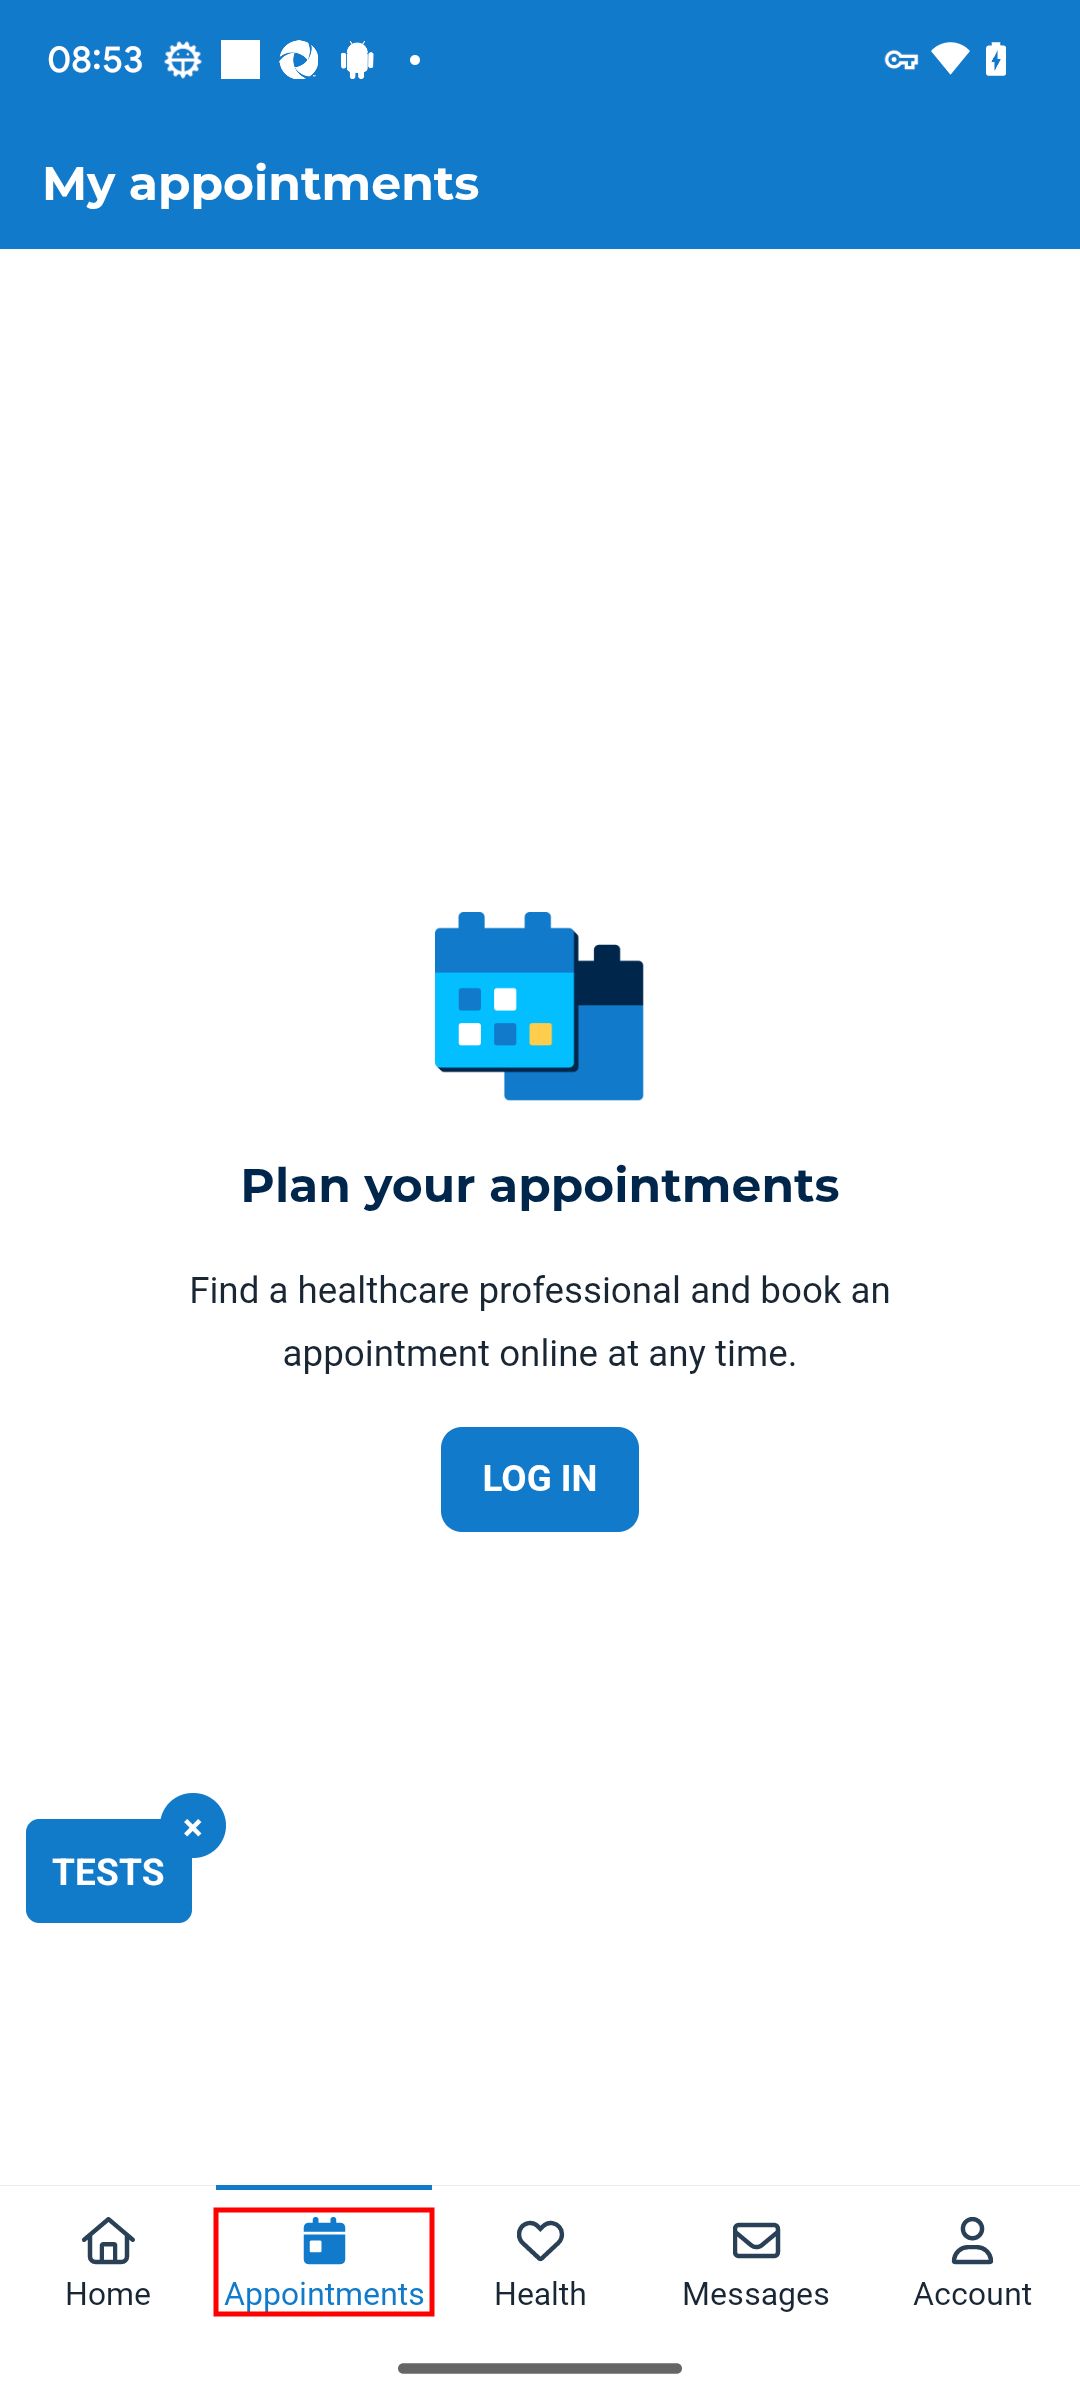 08:53
My appointments
Plan your appointments
Find a healthcare professional and book an
appointment online at any time.
LOG IN
×
TESTS
Home
Appointments
Health
Messages
Account